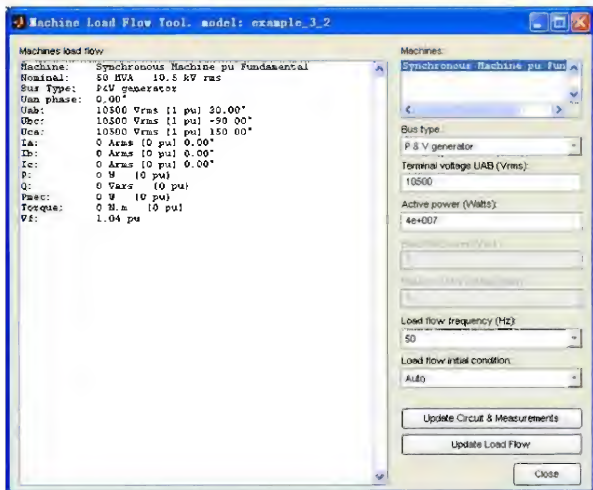 Machine Load Flow Tool. model: example_3_2
Machines load flow
Machine: Synchronous Machine pu Fundamental
Nominal: 50 MVA 10.5 kV rms
Bus Type: P&V generator
Uan phase: 0.00°
Uab: 10500 Vrms [1 pu] 30.00°
Ubc: 10500 Vrms [1 pu] -90.00°
Uca: 10500 Vrms [1 pu] 150.00°
Ia: 0 Arms [0 pu] 0.00°
Ib: 0 Arms [0 pu] 0.00°
Ic: 0 Arms [0 pu] 0.00°
P: 0 W [0 pu]
Q: 0 Vars [0 pu]
Pmec: 0 W [0 pu]
Torque: 0 N.m [0 pu]
Vf: 1.04 pu
Machines:
Synchronous Machine pu Fun
Bus type:
P & V generator
Terminal voltage UAB (Vrms):
10500
Active power (Watts):
4e+007
Load flow frequency (Hz):
50
Load flow initial condition:
Auto
Update Circuit & Measurements
Update Load Flow
Close